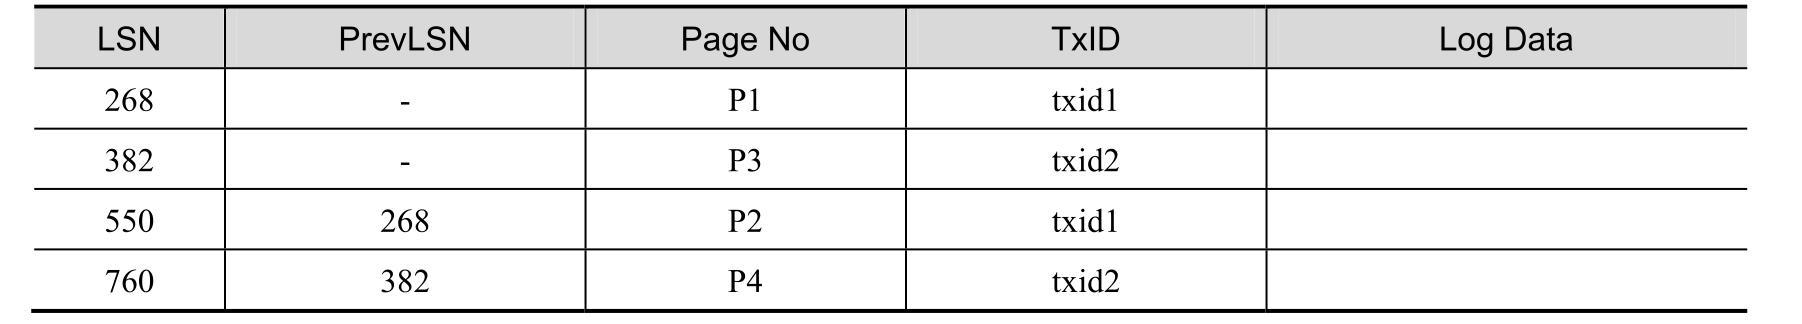 LSN PrevLSN Page No TxID Log Data
268 - P1 txid1
382 - P3 txid2
550 268 P2 txid1
760 382 P4 txid2